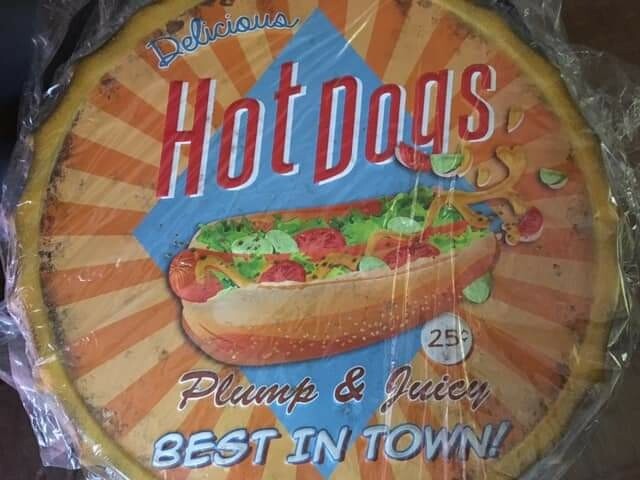 Delicious
Hot Dogs
25¢
Plump & Juicy
BEST IN TOWN!